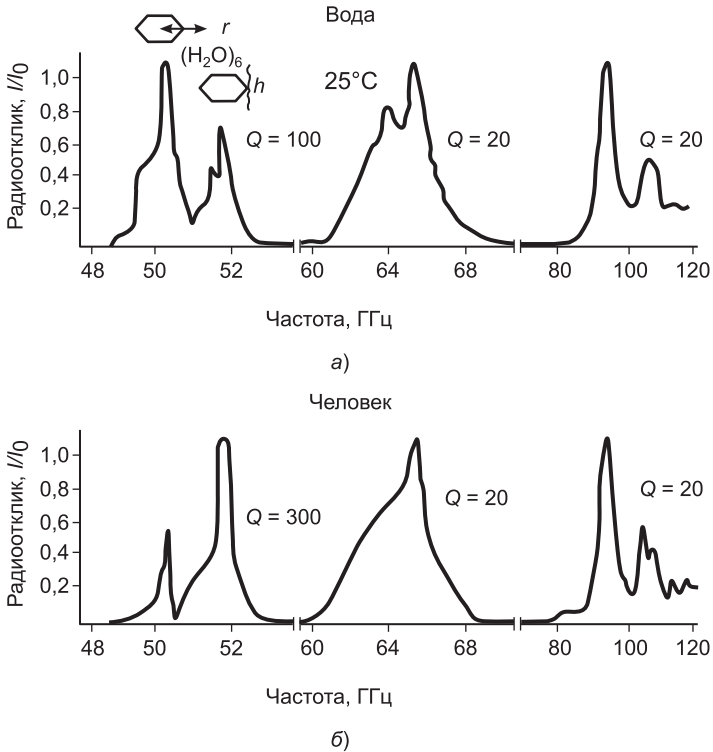 Вода
r
(H₂O)₆
h
25°C
Q = 100
Q = 20
Q = 20
Радиоотклик, I/I₀
1,0
0,8
0,6
0,4
0,2
48 50 52 60 64 68 80 100 120
Частота, ГГц
а)
Человек
Q = 300
Q = 20
Q = 20
Радиоотклик, I/I₀
1,0
0,8
0,6
0,4
0,2
48 50 52 60 64 68 80 100 120
Частота, ГГц
б)